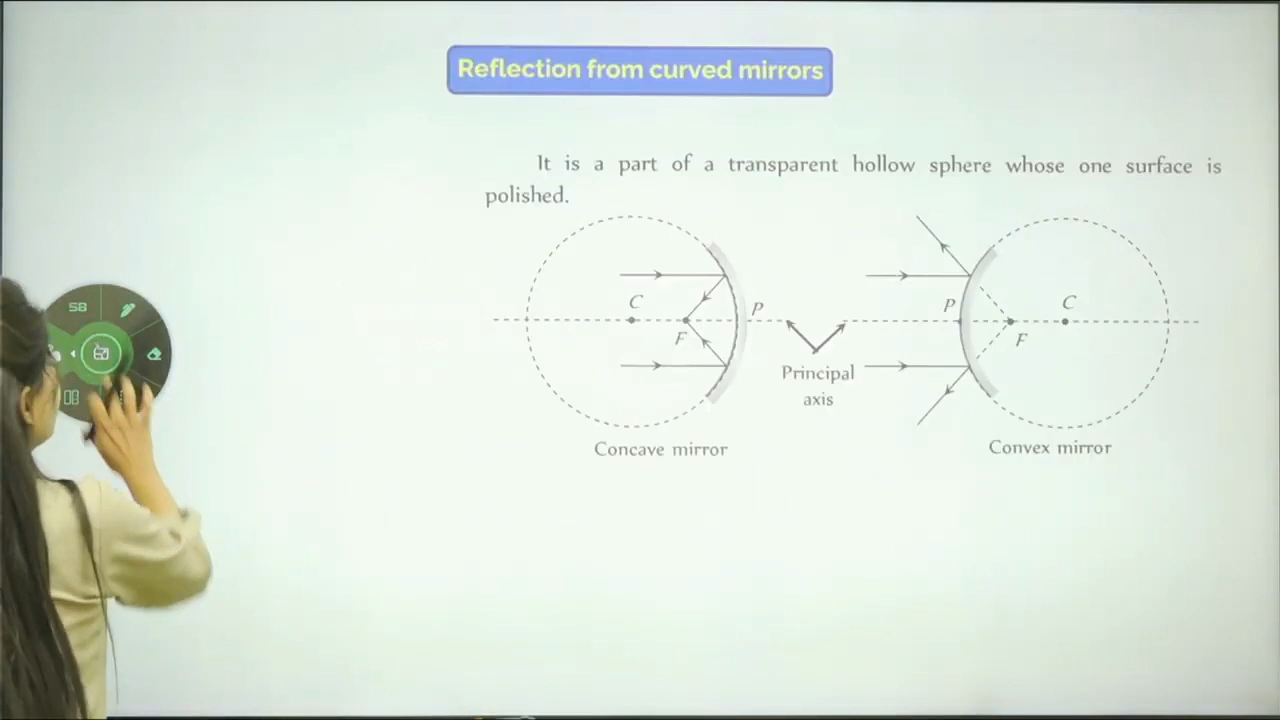 Reflection from curved mirrors
It is a part of a transparent hollow sphere whose one surface is
polished.
C
F
P
Concave mirror
Principal
axis
P
F
C
Convex mirror
58